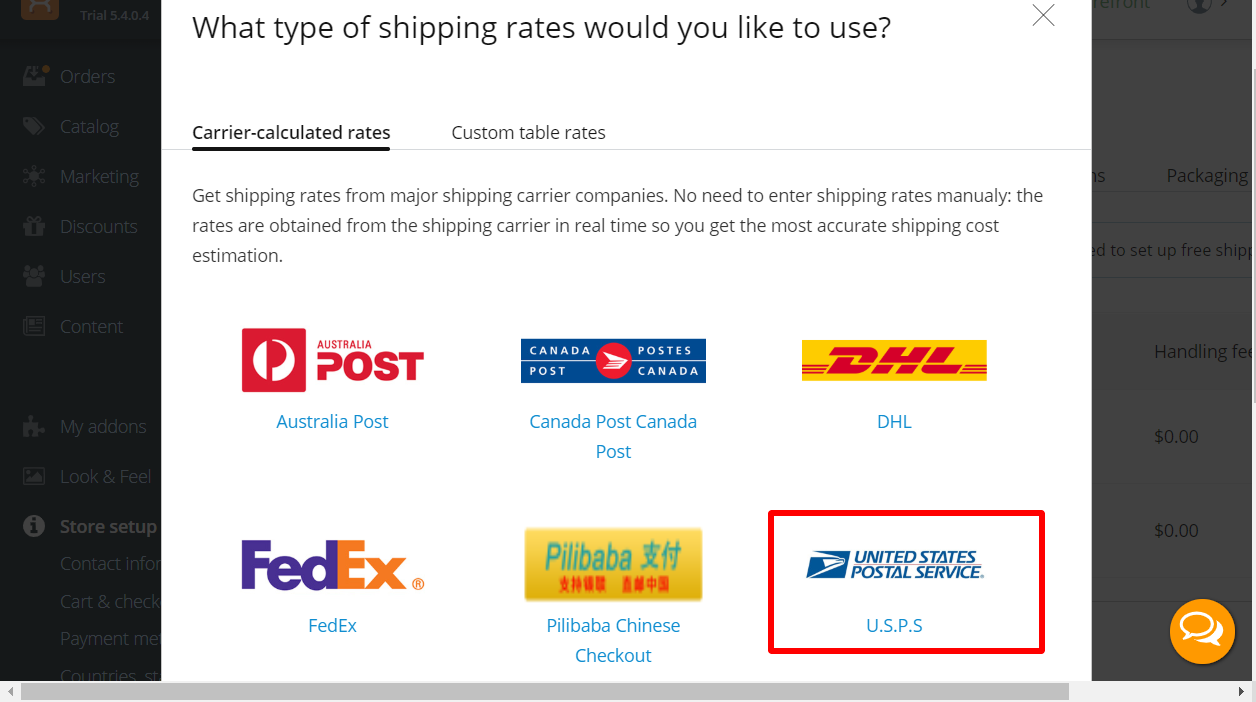 Trial 5.4.0.4
What type of shipping rates would you like to use?
Orders
Catalog
Marketing
Discounts
Users
Content
My addons
Look & Feel
Store setup
Contact infor
Cart & check
Payment met
Countries, st
Carrier-calculated rates
Custom table rates
Get shipping rates from major shipping carrier companies. No need to enter shipping rates manualy: the
rates are obtained from the shipping carrier in real time so you get the most accurate shipping cost
estimation.
AUSTRALIA
POST
Australia Post
CANADA POSTES
POST CANADA
Canada Post Canada
Post
DHL
DHL
FedEx®
FedEx
Pilibaba 支付
支持银联 直邮中国
Pilibaba Chinese
Checkout
UNITED STATES
POSTAL SERVICE®
U.S.P.S
refront
ns
Packaging
ed to set up free shipp
Handling fee
$0.00
$0.00